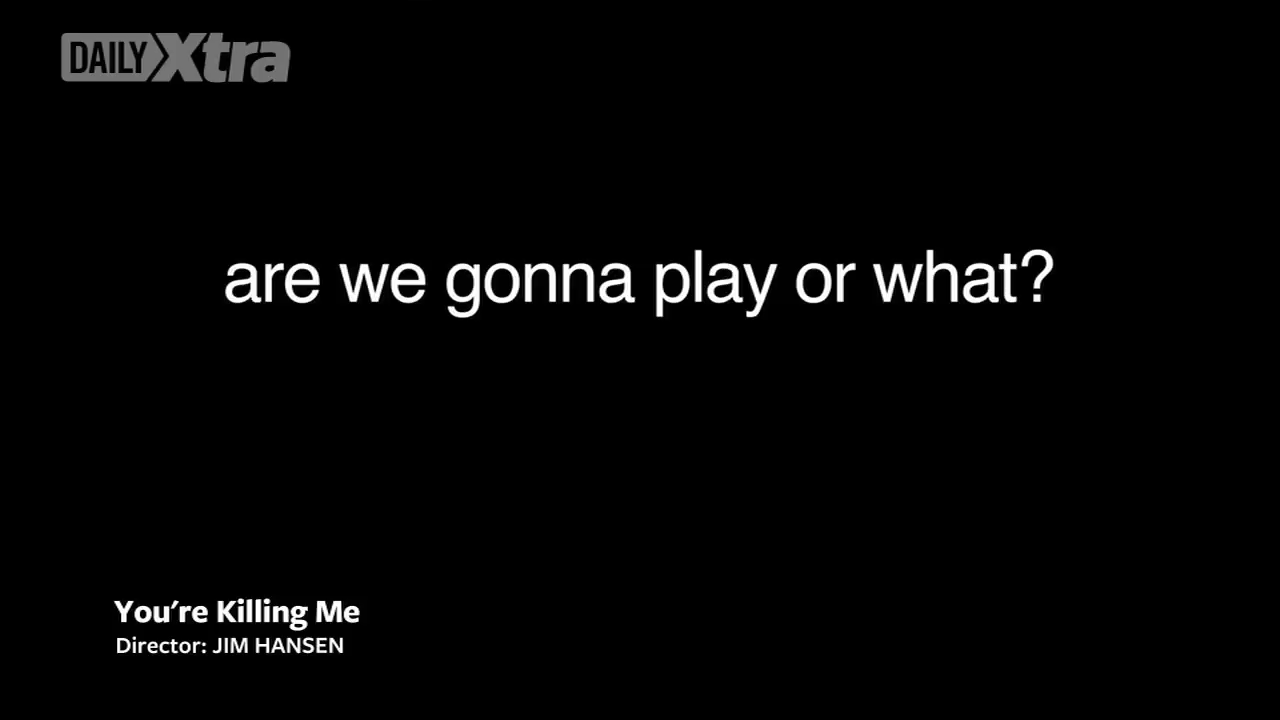 DAILY Xtra
are we gonna play or what?
You're Killing Me
Director: JIM HANSEN